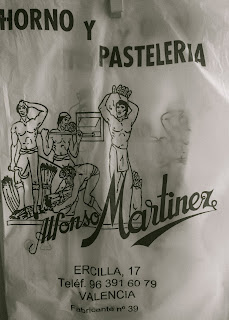 HORNO Y
PASTELERIA
Alfonso Martinez
ERCILLA, 17
Teléf. 96 391 60 79
VALENCIA
Fabricante nº 39